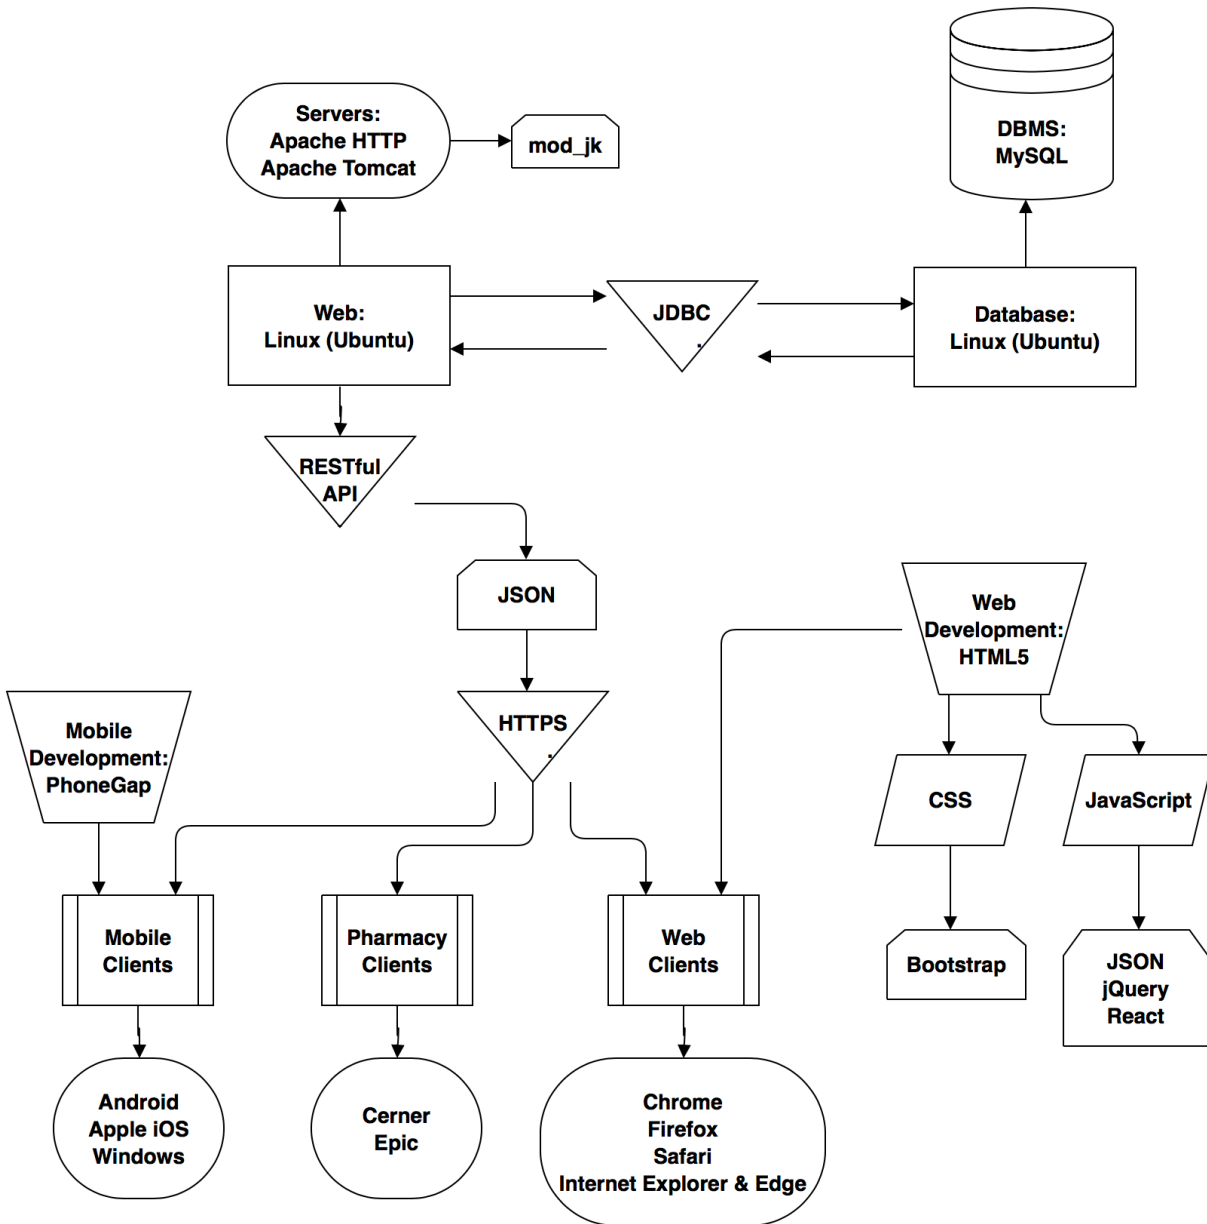 Servers:
Apache HTTP
Apache Tomcat
mod_jk
DBMS:
MySQL
Web:
Linux (Ubuntu)
JDBC
.
Database:
Linux (Ubuntu)
RESTful
API
JSON
Web
Development:
HTML5
HTTPS
.
Mobile
Development:
PhoneGap
CSS
JavaScript
Mobile
Clients
Pharmacy
Clients
Web
Clients
Bootstrap
JSON
jQuery
React
Android
Apple iOS
Windows
Cerner
Epic
Chrome
Firefox
Safari
Internet Explorer & Edge